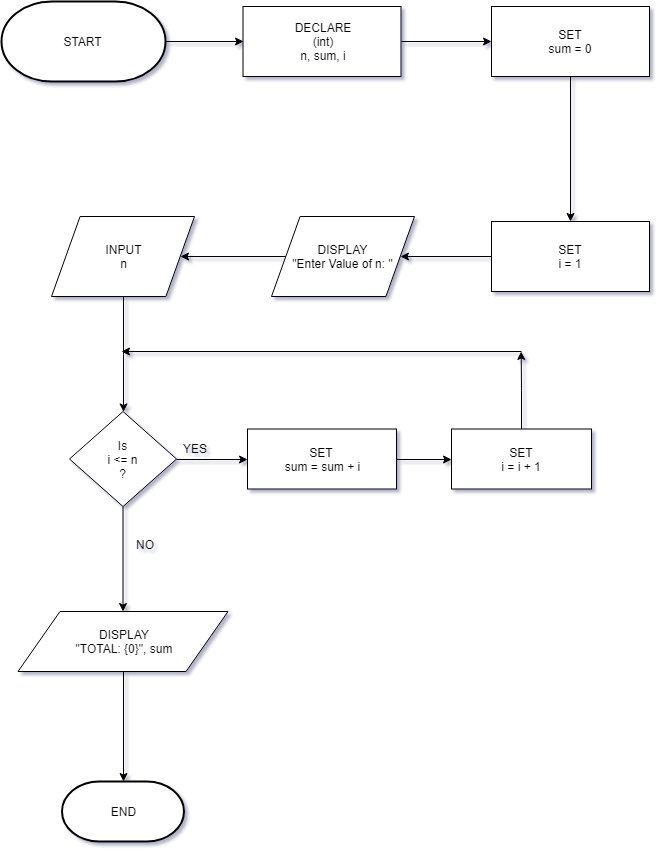 START
DECLARE
(int)
n, sum, i
SET
sum = 0
SET
i = 1
DISPLAY
"Enter Value of n: "
INPUT
n
Is
i <= n
?
YES
SET
sum = sum + i
SET
i = i + 1
NO
DISPLAY
"TOTAL: {0}", sum
END